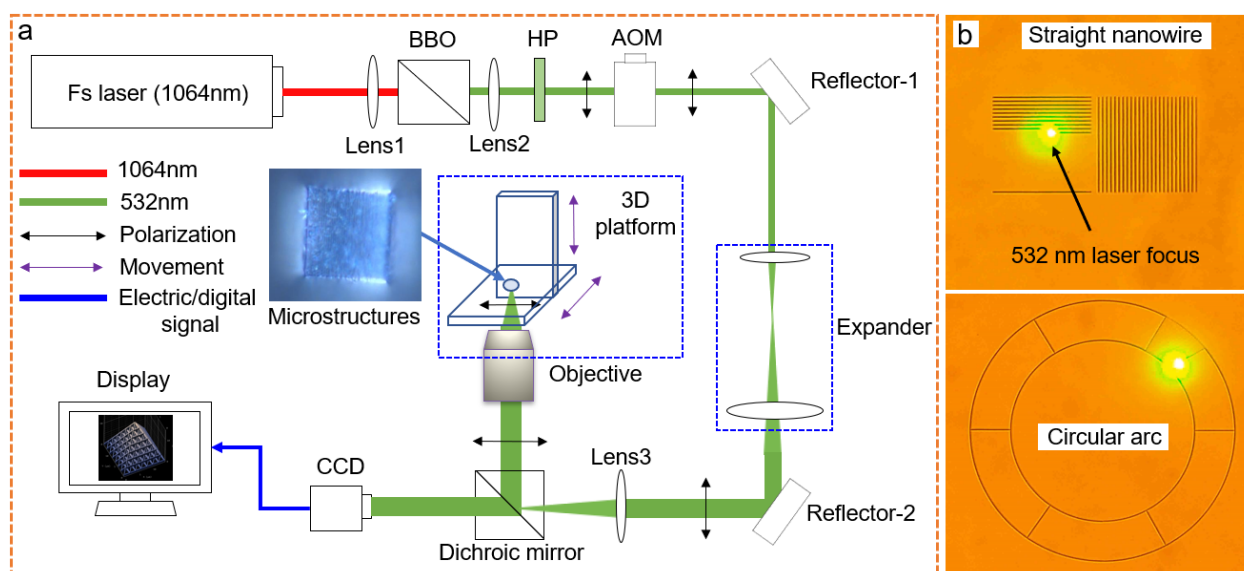 a
BBO
HP
AOM
Fs laser (1064nm)
Reflector-1
Lens1
Lens2
1064nm
532nm
Polarization
Movement
Electric/digital
signal
Microstructures
3D
platform
Expander
Objective
Display
CCD
Lens3
Dichroic mirror
Reflector-2
b
Straight nanowire
532 nm laser focus
Circular arc